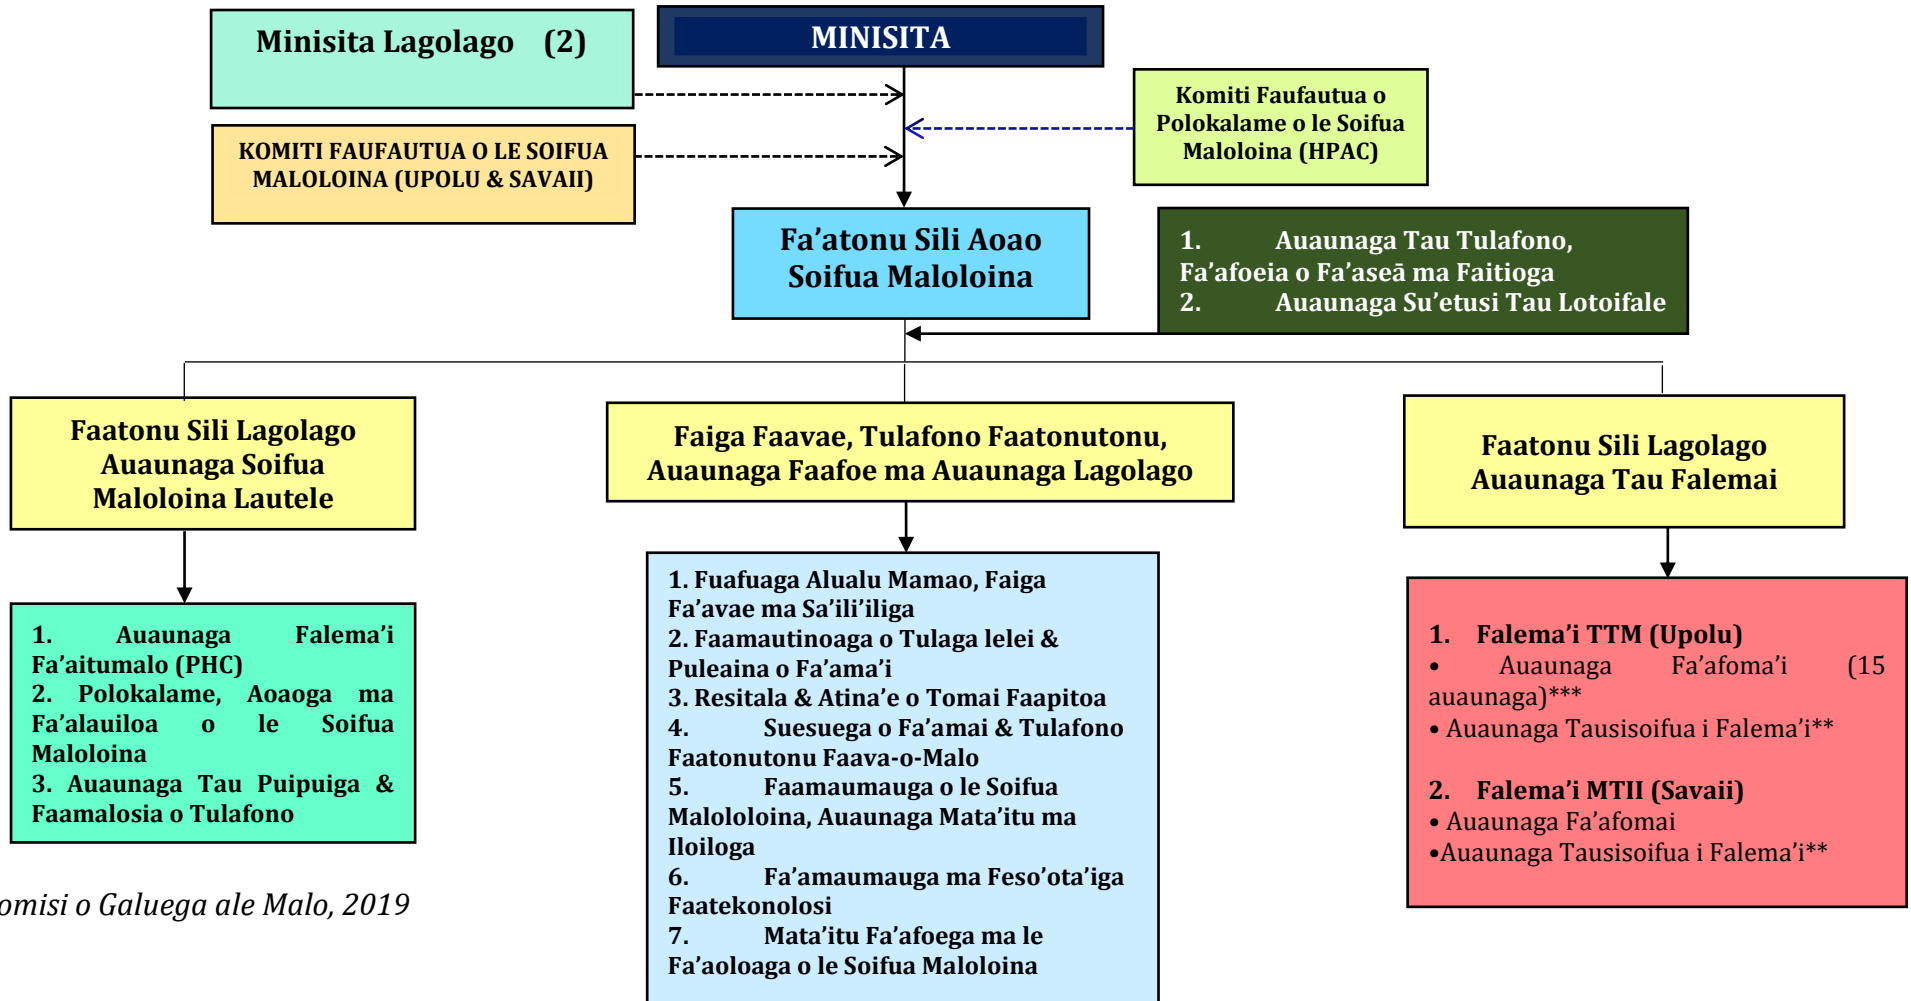 Minisita Lagolago (2)
MINISITA
Komiti Faufautua o
Polokalame o le Soifua
Maloloina (HPAC)
KOMITI FAUFAUTUA O LE SOIFUA
MALOLOINA (UPOLU & SAVAII)
Fa’atonu Sili Aoao
Soifua Maloloina
1. Auaunaga Tau Tulafono,
Fa’afoeia o Fa’aseā ma Faitioga
2. Auaunaga Su’etusi Tau Lotoifale
Faatonu Sili Lagolago
Auaunaga Soifua
Maloloina Lautele
Faiga Faavae, Tulafono Faatonutonu,
Auaunaga Faafoe ma Auaunaga Lagolago
Faatonu Sili Lagolago
Auaunaga Tau Falemai
1. Auaunaga Falema’i
Fa’aitumalo (PHC)
2. Polokalame, Aoaoga ma
Fa’alauiloa o le Soifua
Maloloina
3. Auaunaga Tau Puipuiga &
Faamalosia o Tulafono
1. Fuafuaga Alualu Mamao, Faiga
Fa’avae ma Sa’ili’iliga
2. Faamautinoaga o Tulaga lelei &
Puleaina o Fa’ama’i
3. Resitala & Atina’e o Tomai Faapitoa
4. Suesuega o Fa’amai & Tulafono
Faatonutonu Faava-o-Malo
5. Faamaumauga o le Soifua
Malololoina, Auaunaga Mata’itu ma
Iloiloga
6. Fa’amaumauga ma Feso’ota’iga
Faatekonolosi
7. Mata’itu Fa’afoega ma le
Fa’aoloaga o le Soifua Maloloina
1. Falema’i TTM (Upolu)
• Auaunaga Fa’afoma’i (15
auaunaga)***
• Auaunaga Tausisoifua i Falema’i**
2. Falema’i MTII (Savaii)
• Auaunaga Fa’afomai
•Auaunaga Tausisoifua i Falema’i**
omisi o Galuega ale Malo, 2019